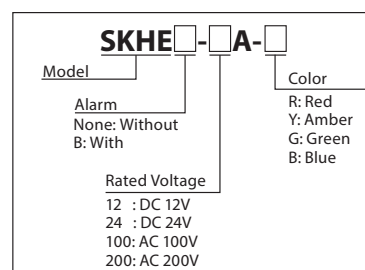 SKHE□-□A-□
Model
Alarm
None: Without
B: With
Rated Voltage
12 : DC 12V
24 : DC 24V
100: AC 100V
200: AC 200V
Color
R: Red
Y: Amber
G: Green
B: Blue